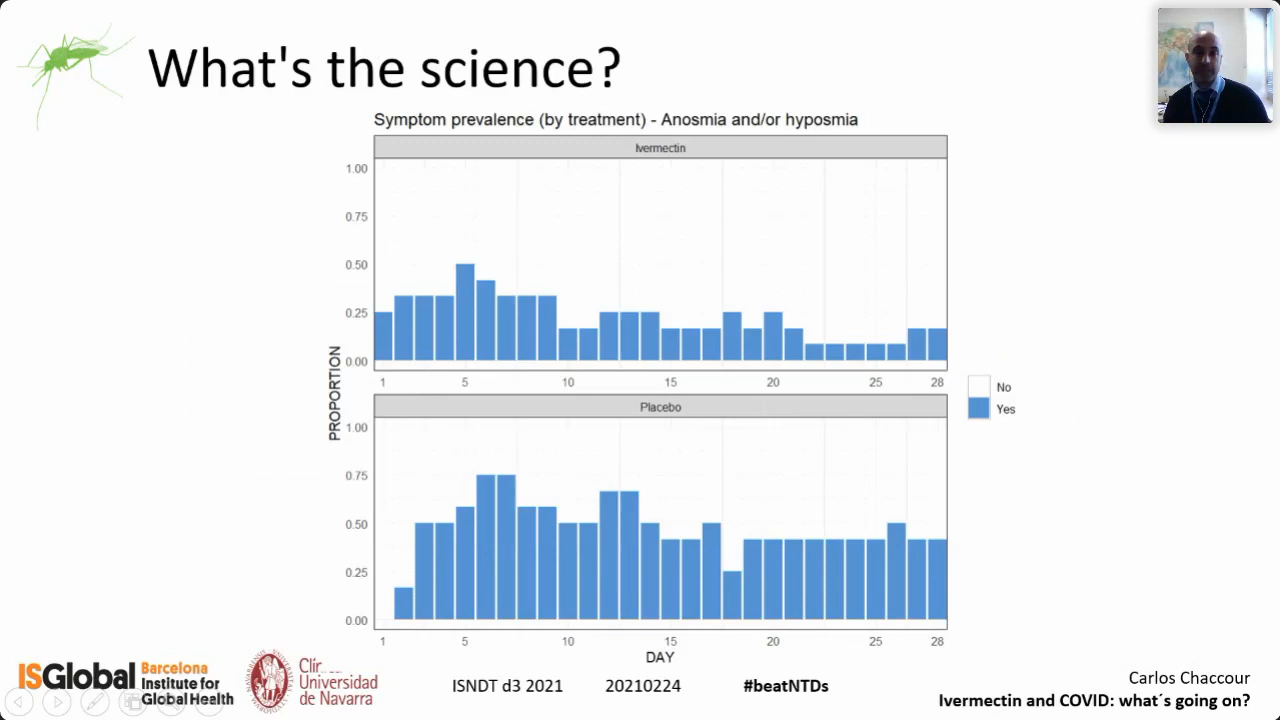 What's the science?
Symptom prevalence (by treatment) - Anosmia and/or hyposmia
Ivermectin
1.00
0.75
0.50
0.25
0.00
1 5 10 15 20 25 28
PROPORTION
No
Yes
Placebo
1.00
0.75
0.50
0.25
0.00
1 5 10 15 20 25 28
DAY
ISGlobal Barcelona
Institute for
Global Health
Universidad
de Navarra
ISNDT d3 2021 20210224 #beatNTDs
Carlos Chaccour
Ivermectin and COVID: what´s going on?